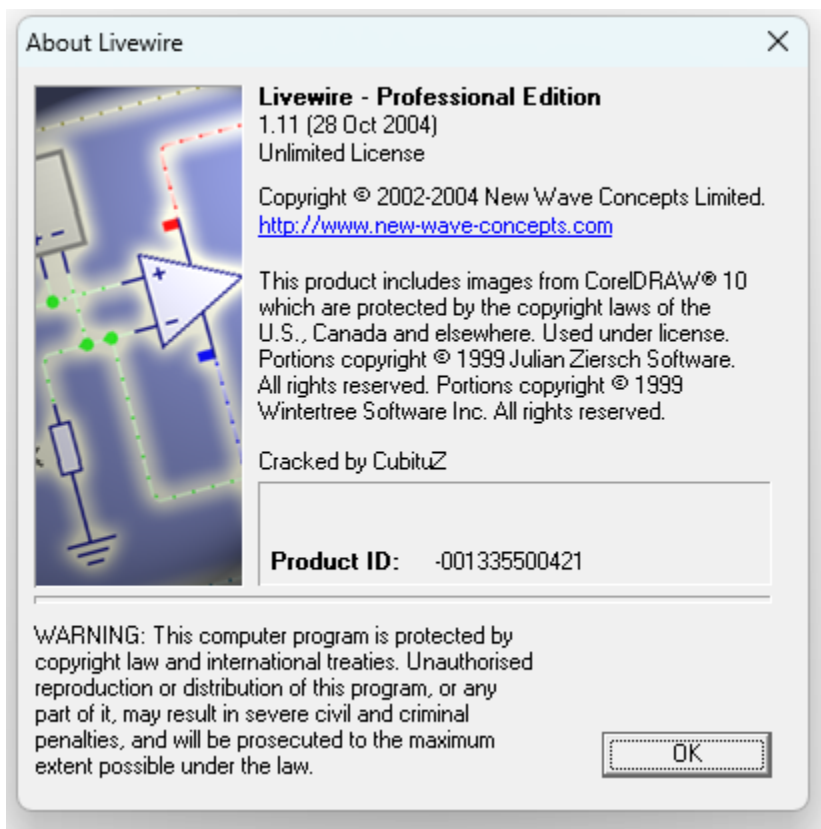 About Livewire
Livewire - Professional Edition
1.11 (28 Oct 2004)
Unlimited License
Copyright © 2002-2004 New Wave Concepts Limited.
http://www.new-wave-concepts.com
This product includes images from CorelDRAW® 10
which are protected by the copyright laws of the
U.S., Canada and elsewhere. Used under license.
Portions copyright © 1999 Julian Ziersch Software.
All rights reserved. Portions copyright © 1999
Wintertree Software Inc. All rights reserved.
Cracked by CubituZ
Product ID: -001335500421
WARNING: This computer program is protected by
copyright law and international treaties. Unauthorised
reproduction or distribution of this program, or any
part of it, may result in severe civil and criminal
penalties, and will be prosecuted to the maximum
extent possible under the law.
OK